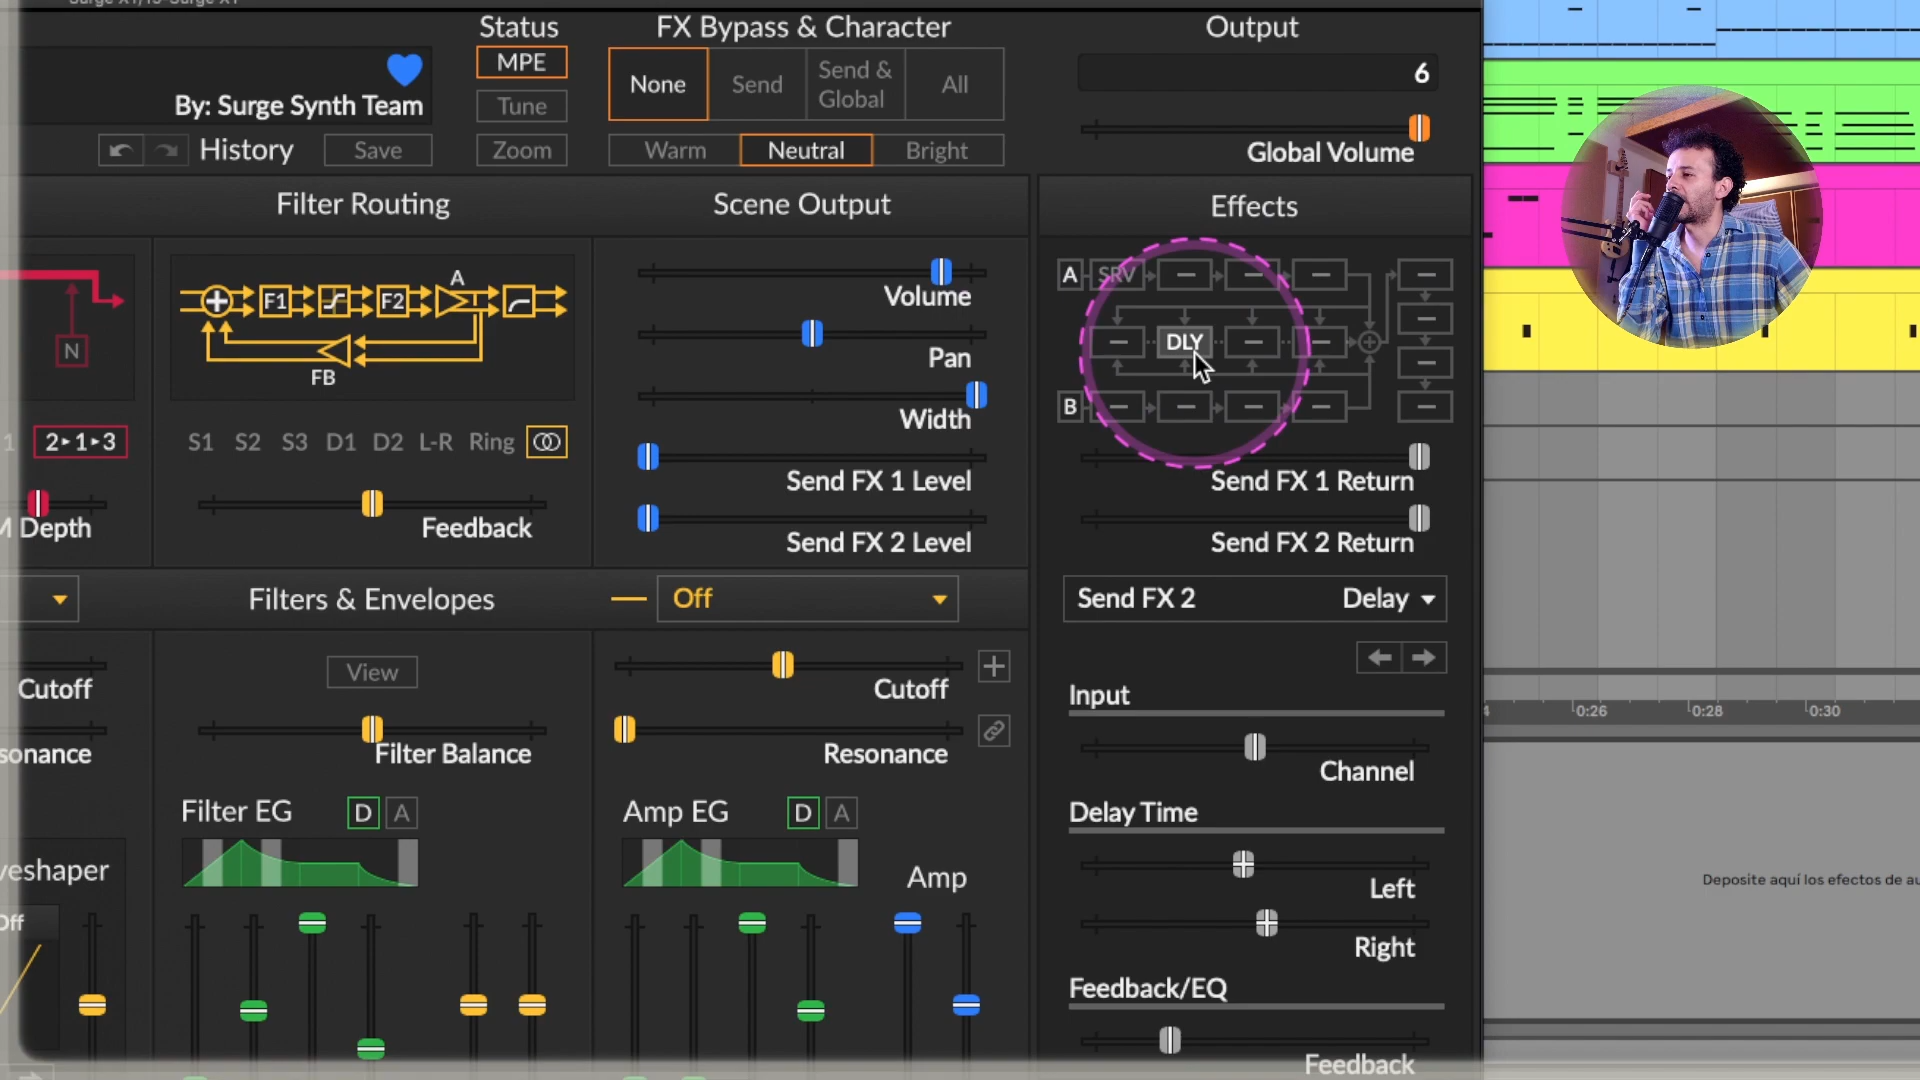 Status
FX Bypass & Character
Output
MPE
None
Send
Send & Global
All
6
By: Surge Synth Team
Tune
History
Save
Zoom
Warm
Neutral
Bright
Global Volume
Filter Routing
Scene Output
Effects
A
F1
F2
FB
N
Volume
Pan
Width
Send FX 1 Level
Send FX 2 Level
A
SRV
DLY
B
1
2▸1▸3
S1
S2
S3
D1
D2
L-R
Ring
Depth
Feedback
Send FX 1 Return
Send FX 2 Return
Filters & Envelopes
Off
Send FX 2
Delay
View
Cutoff
Cutoff
sonance
Filter Balance
Resonance
Input
Channel
Delay Time
Left
Right
Feedback/EQ
Feedback
Filter EG
D
A
Amp EG
D
A
veshaper
Amp
Off
0:26
0:28
0:30
Deposite aquí los efectos de au